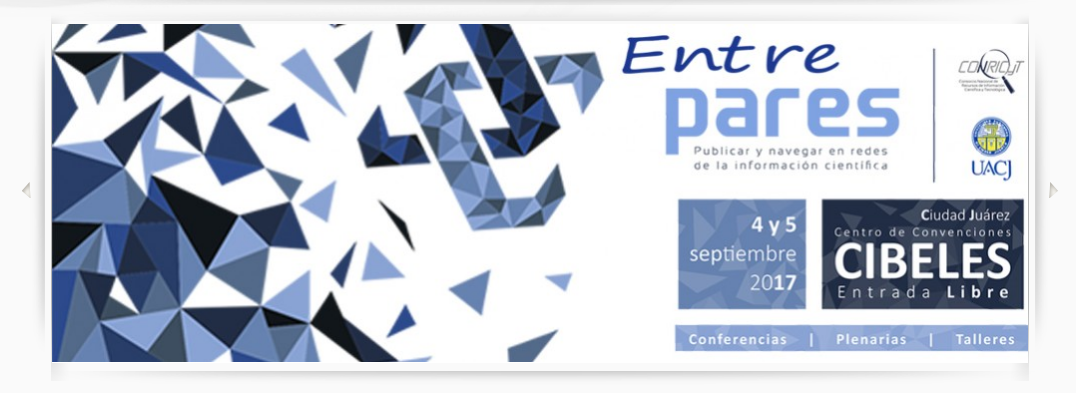 Entre
pares
Publicar y navegar en redes
de la información científica
CONRICyT
UACJ
4 y 5
septiembre
2017
Ciudad Juárez
Centro de Convenciones
CIBELES
Entrada Libre
Conferencias | Plenarias | Talleres